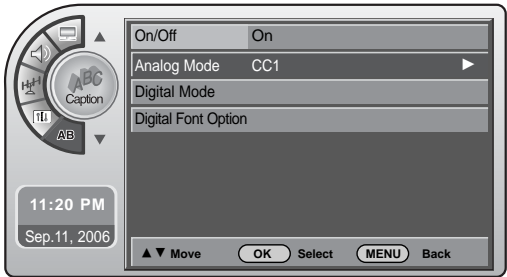 On/Off On
Analog Mode CC1
Digital Mode
Digital Font Option
ABC
Caption
AB
11:20 PM
Sep.11, 2006
▲▼ Move OK Select MENU Back